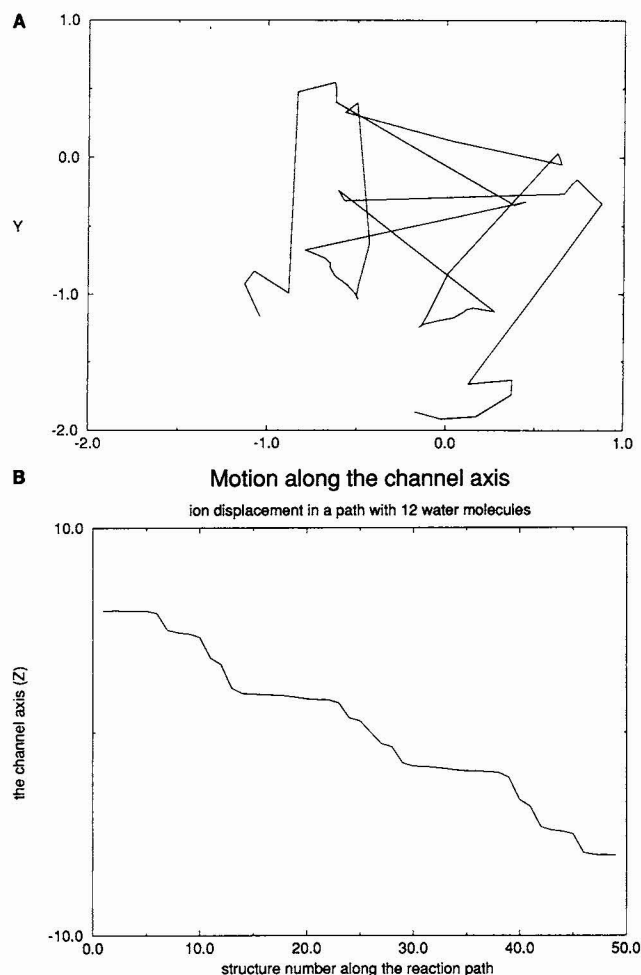 A
1.0
0.0
Y
-1.0
-2.0
-2.0 -1.0 0.0 1.0
B
Motion along the channel axis
ion displacement in a path with 12 water molecules
10.0
the channel axis (Z)
-10.0
0.0 10.0 20.0 30.0 40.0 50.0
structure number along the reaction path